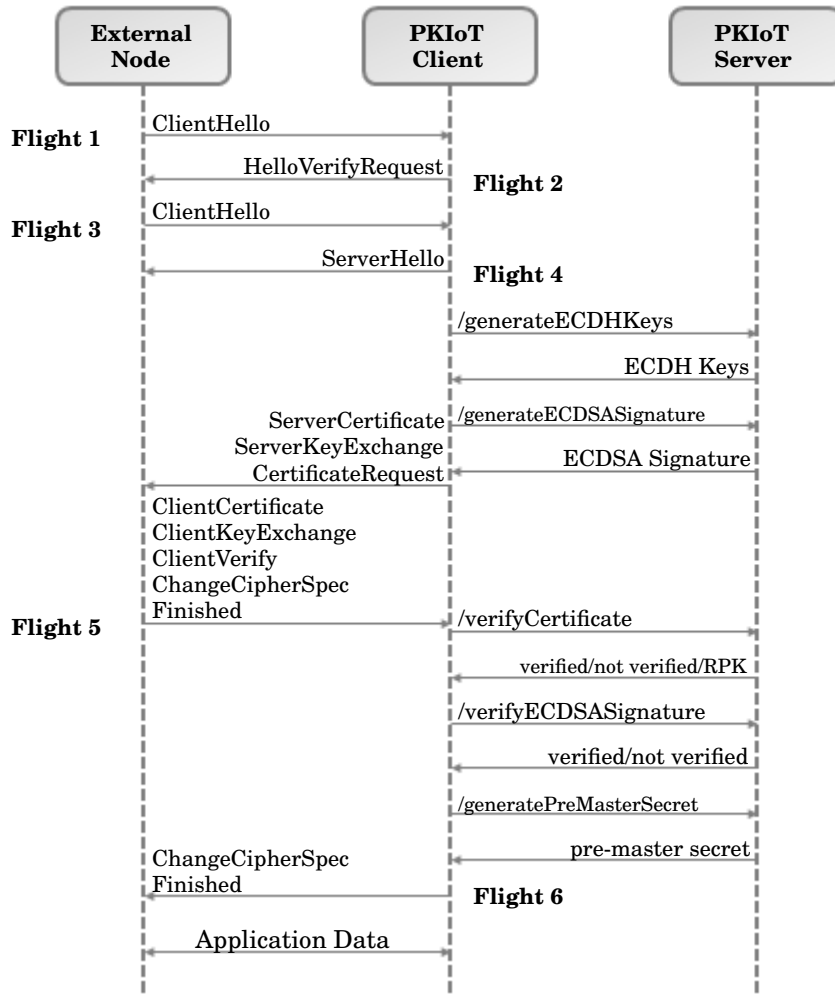 External
Node
PKIoT
Client
PKIoT
Server
Flight 1
ClientHello
HelloVerifyRequest
Flight 2
Flight 3
ClientHello
ServerHello
Flight 4
/generateECDHKeys
ECDH Keys
ServerCertificate
/generateECDSASignature
ServerKeyExchange
ECDSA Signature
CertificateRequest
ClientCertificate
ClientKeyExchange
ClientVerify
ChangeCipherSpec
Finished
Flight 5
/verifyCertificate
verified/not verified/RPK
/verifyECDSASignature
verified/not verified
/generatePreMasterSecret
pre-master secret
ChangeCipherSpec
Finished
Flight 6
Application Data